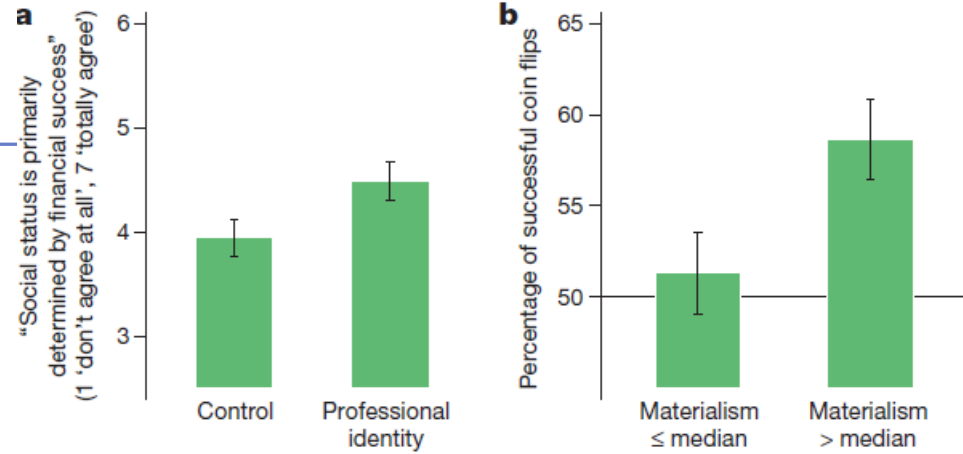 a
“Social status is primarily
determined by financial success”
(1 ‘don’t agree at all’, 7 ‘totally agree’)
6
5
4
3
Control
Professional
identity
b
Percentage of successful coin flips
65
60
55
50
Materialism
≤ median
Materialism
> median